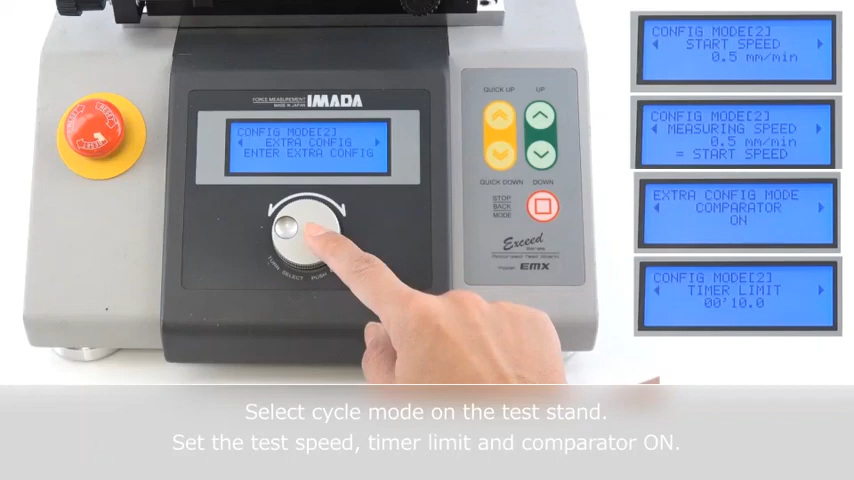 FORCE MEASUREMENT
MADE IN JAPAN
IMADA
CONFIG MODE[2]
EXTRA CONFIG
ENTER EXTRA CONFIG
TURN SELECT PUSH
QUICK UP
UP
QUICK DOWN
DOWN
STOP
BACK
MODE
Exceed
EMX
CONFIG MODE[2]
START SPEED
0.5 mm/min
CONFIG MODE[2]
MEASURING SPEED
0.5 mm/min
= START SPEED
EXTRA CONFIG MODE
COMPARATOR
ON
CONFIG MODE[2]
TIMER LIMIT
00'10.0
Select cycle mode on the test stand.
Set the test speed, timer limit and comparator ON.